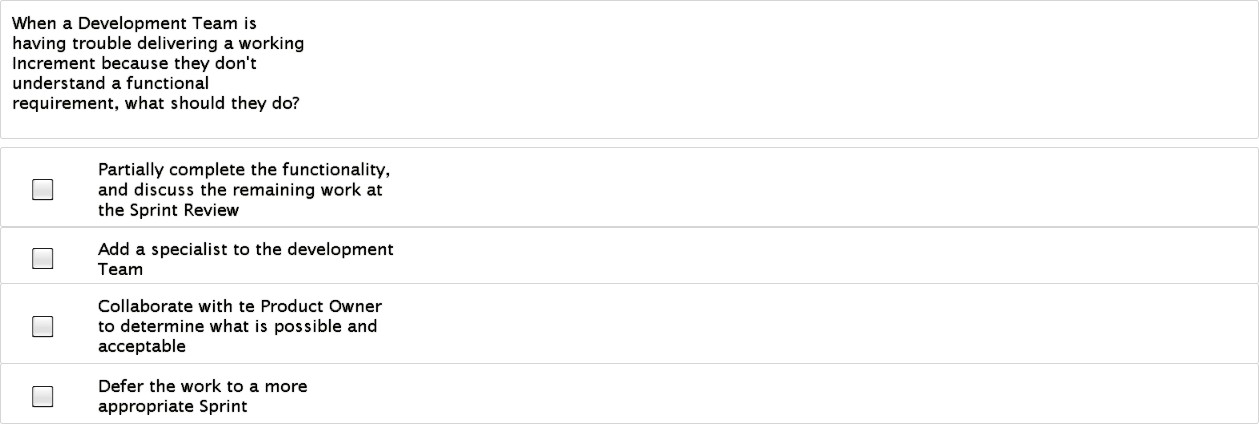 When a Development Team is
having trouble delivering a working
Increment because they don't
understand a functional
requirement, what should they do?
Partially complete the functionality,
and discuss the remaining work at
the Sprint Review
Add a specialist to the development
Team
Collaborate with te Product Owner
to determine what is possible and
acceptable
Defer the work to a more
appropriate Sprint